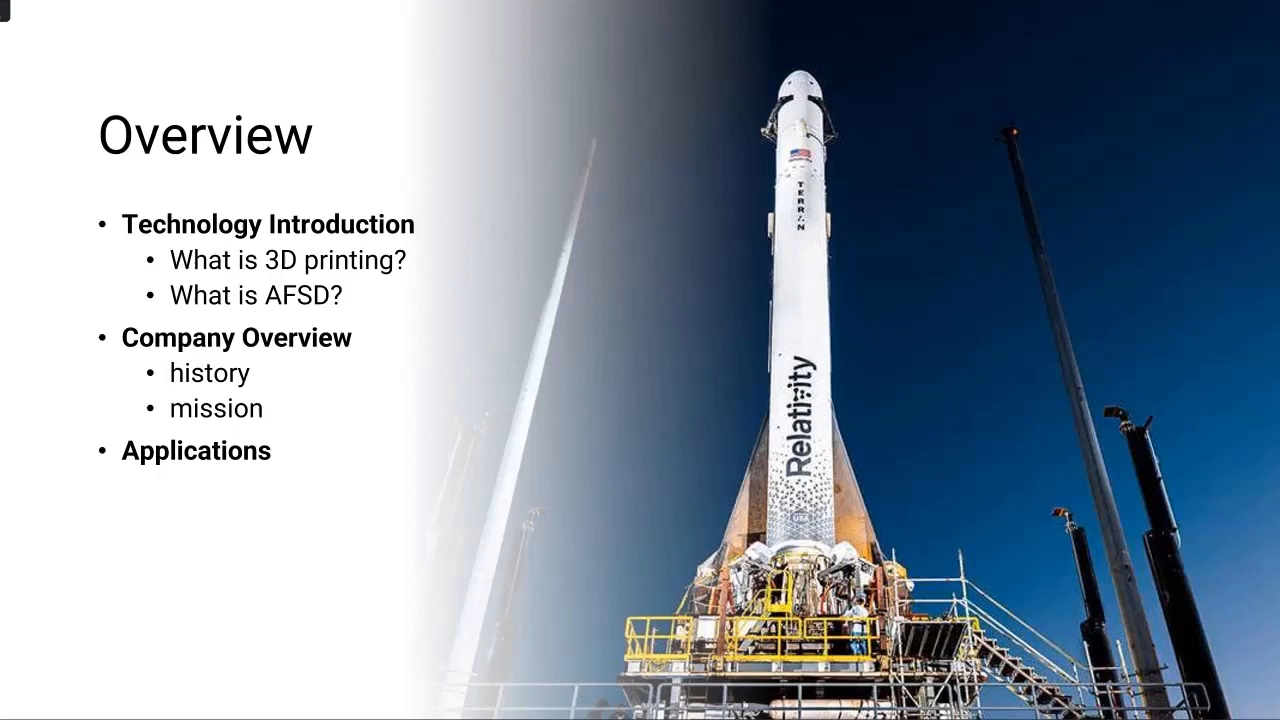 Overview
• Technology Introduction
• What is 3D printing?
• What is AFSD?
• Company Overview
• history
• mission
• Applications
TERRAN
Relativity